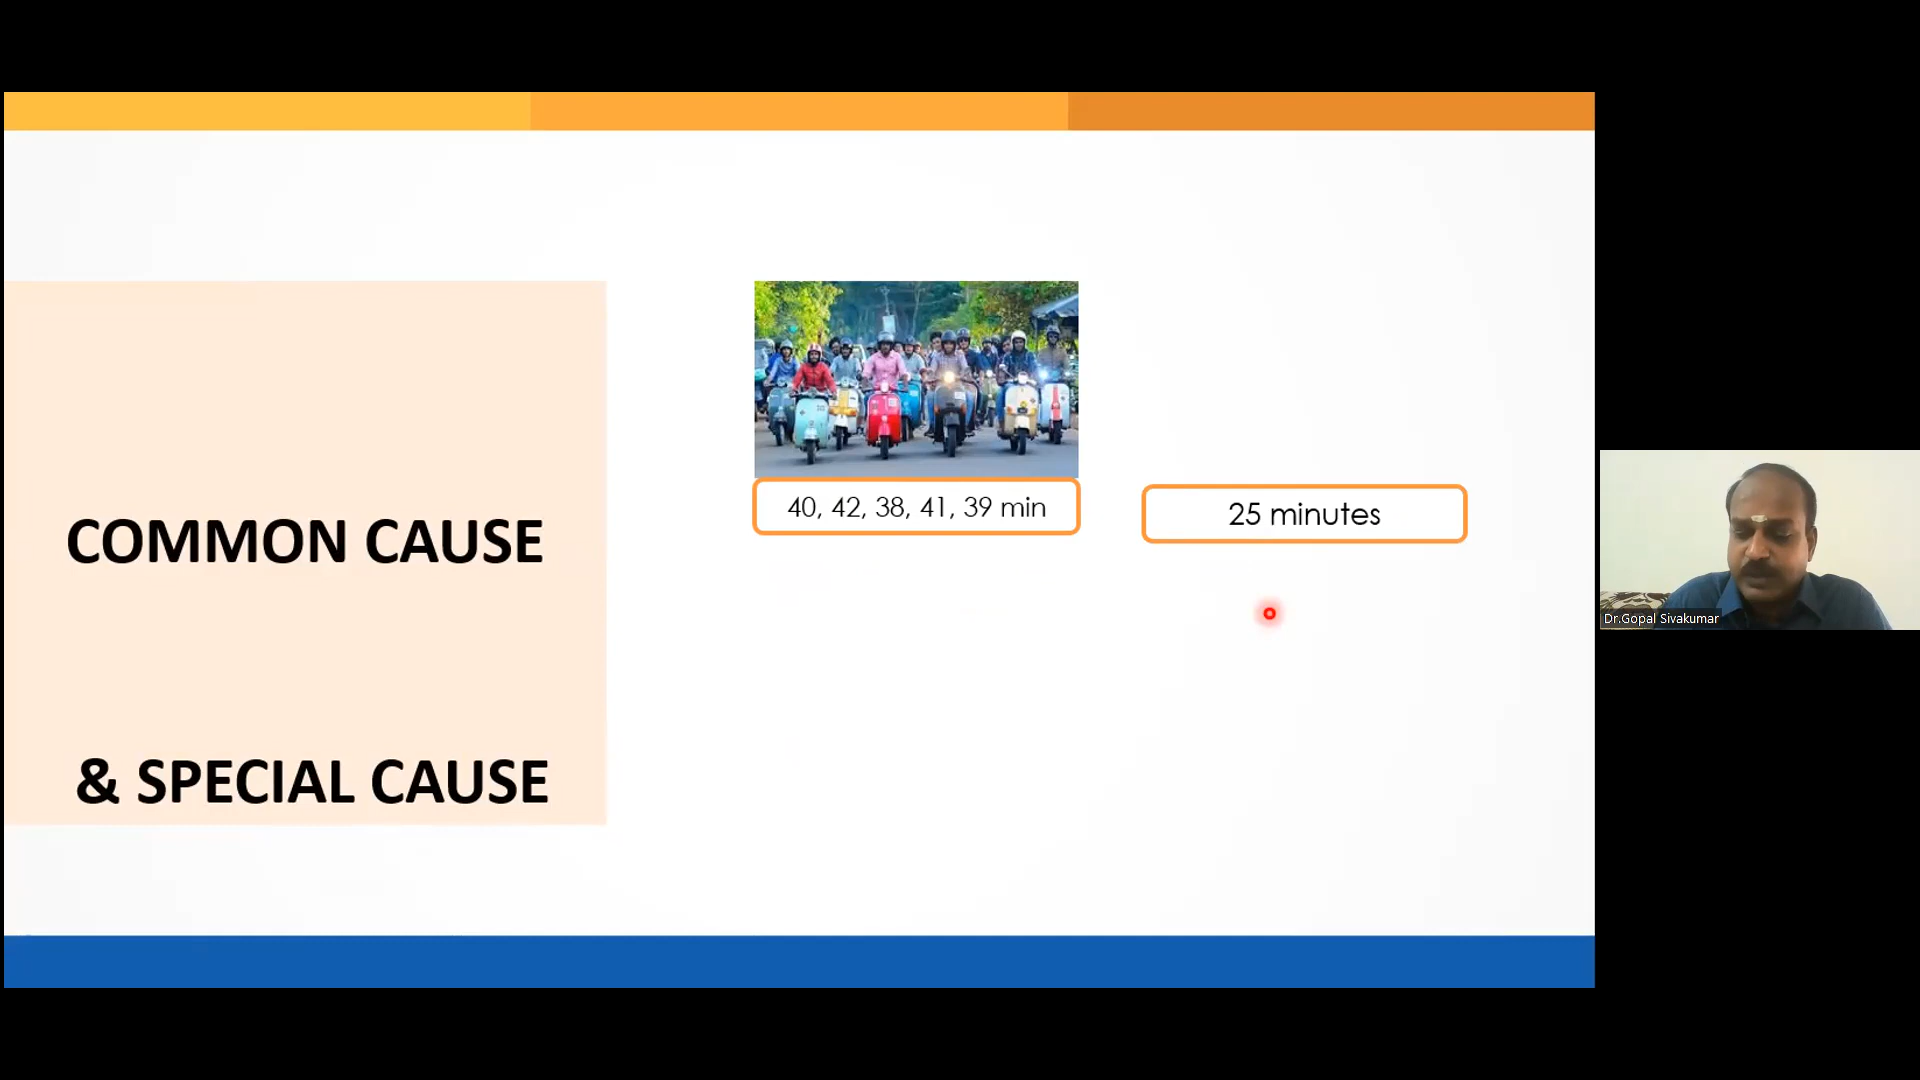 COMMON CAUSE
& SPECIAL CAUSE
40, 42, 38, 41, 39 min
25 minutes
Dr.Gopal Sivakumar